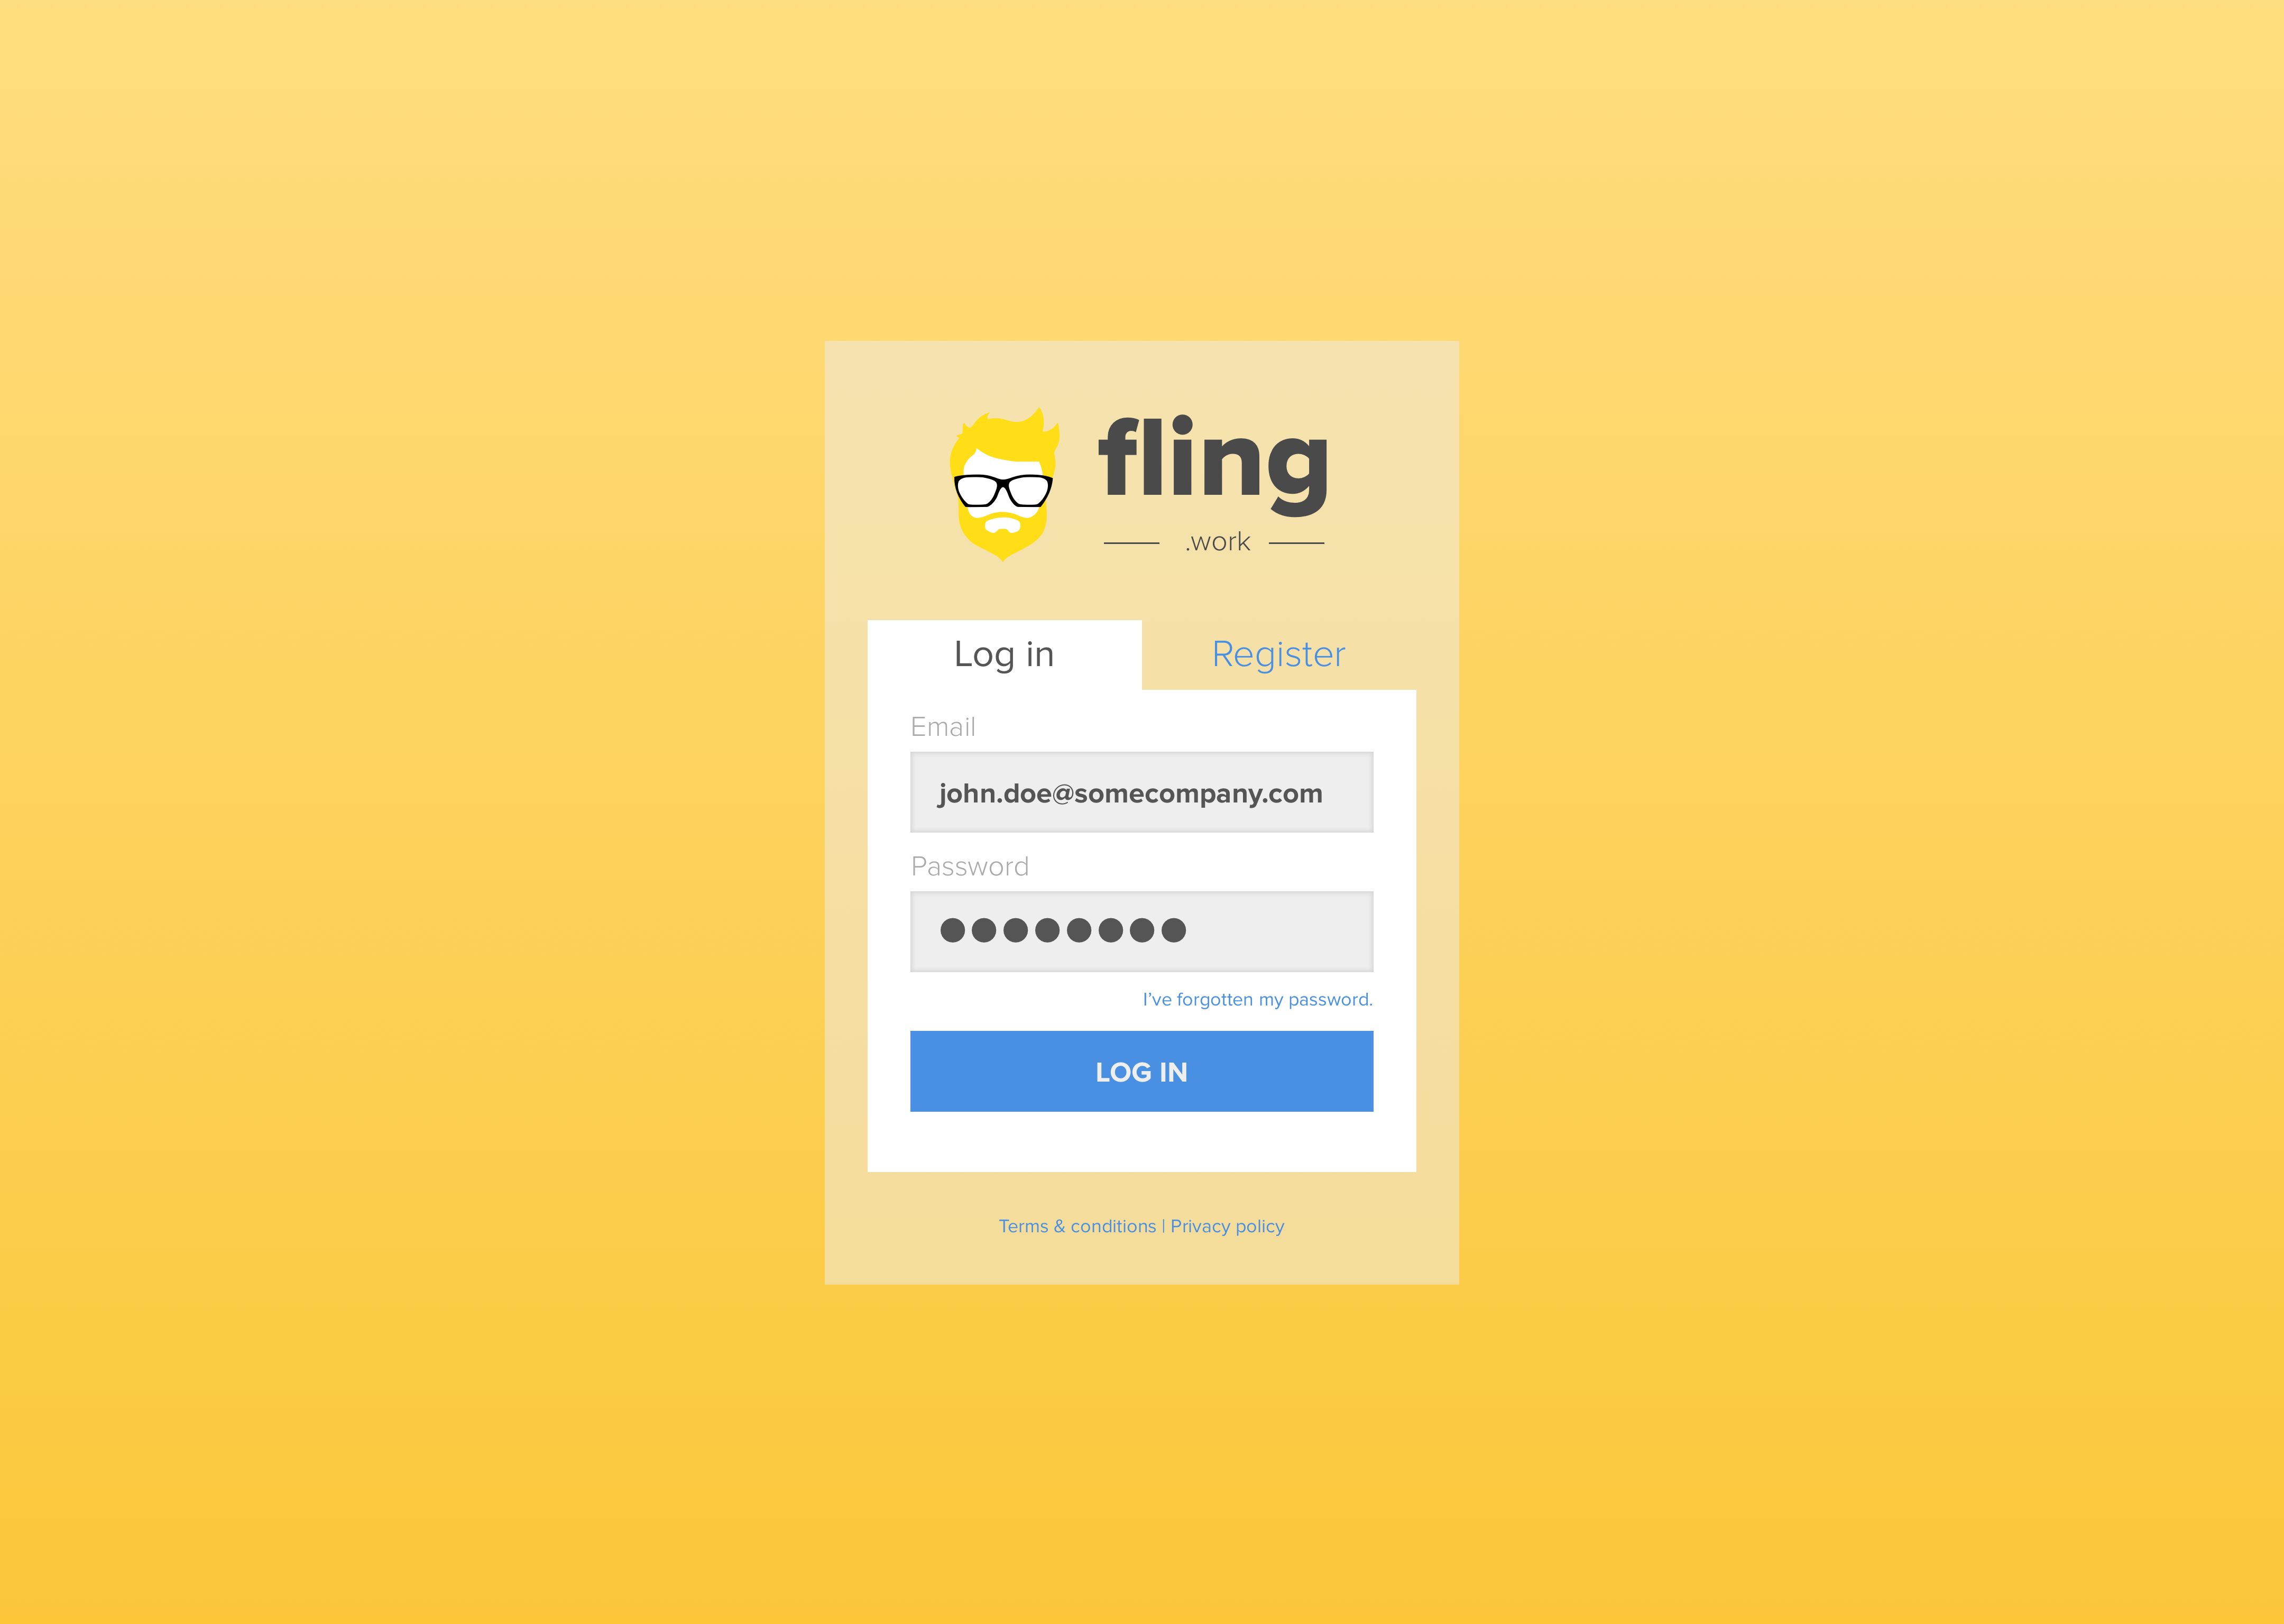 fling
.work
Log in
Register
Email
john.doe@somecompany.com
Password
I've forgotten my password.
LOG IN
Terms & conditions | Privacy policy